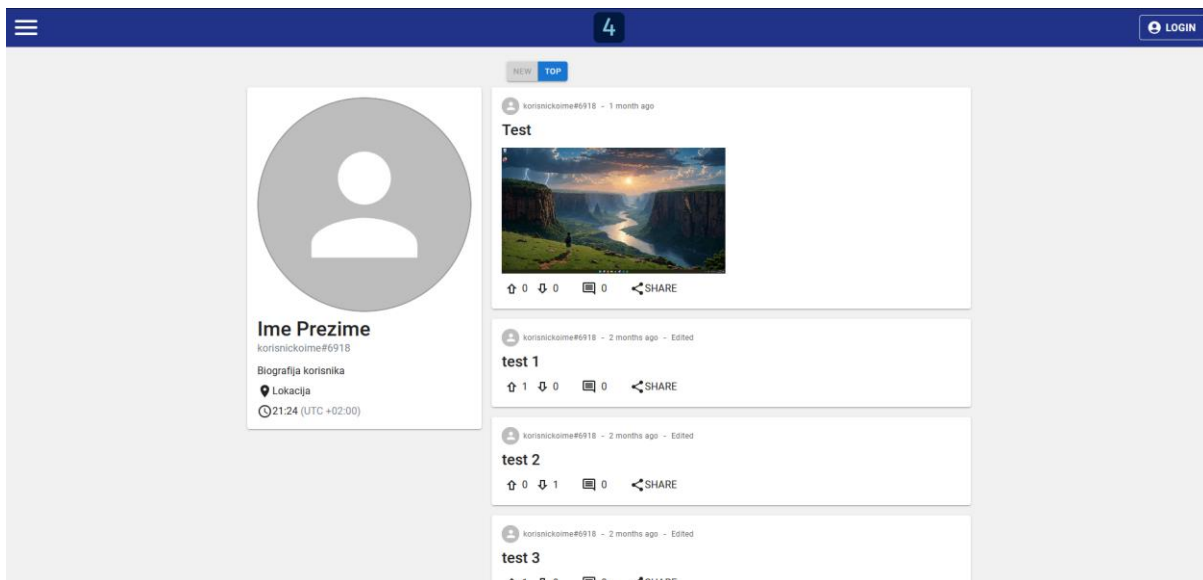 4
LOGIN
NEW TOP
Ime Prezime
korisnickoime#6918
Biografija korisnika
Lokacija
21:24 (UTC +02:00)
korisnickoime#6918 - 1 month ago
Test
0 0 0 SHARE
korisnickoime#6918 - 2 months ago - Edited
test 1
1 0 0 SHARE
korisnickoime#6918 - 2 months ago - Edited
test 2
0 1 0 SHARE
korisnickoime#6918 - 2 months ago - Edited
test 3